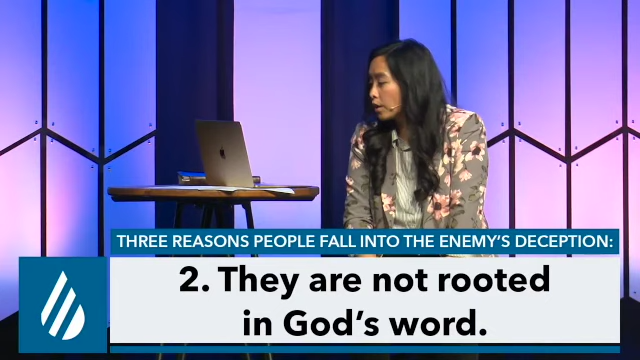 THREE REASONS PEOPLE FALL INTO THE ENEMY'S DECEPTION:
2. They are not rooted
in God's word.